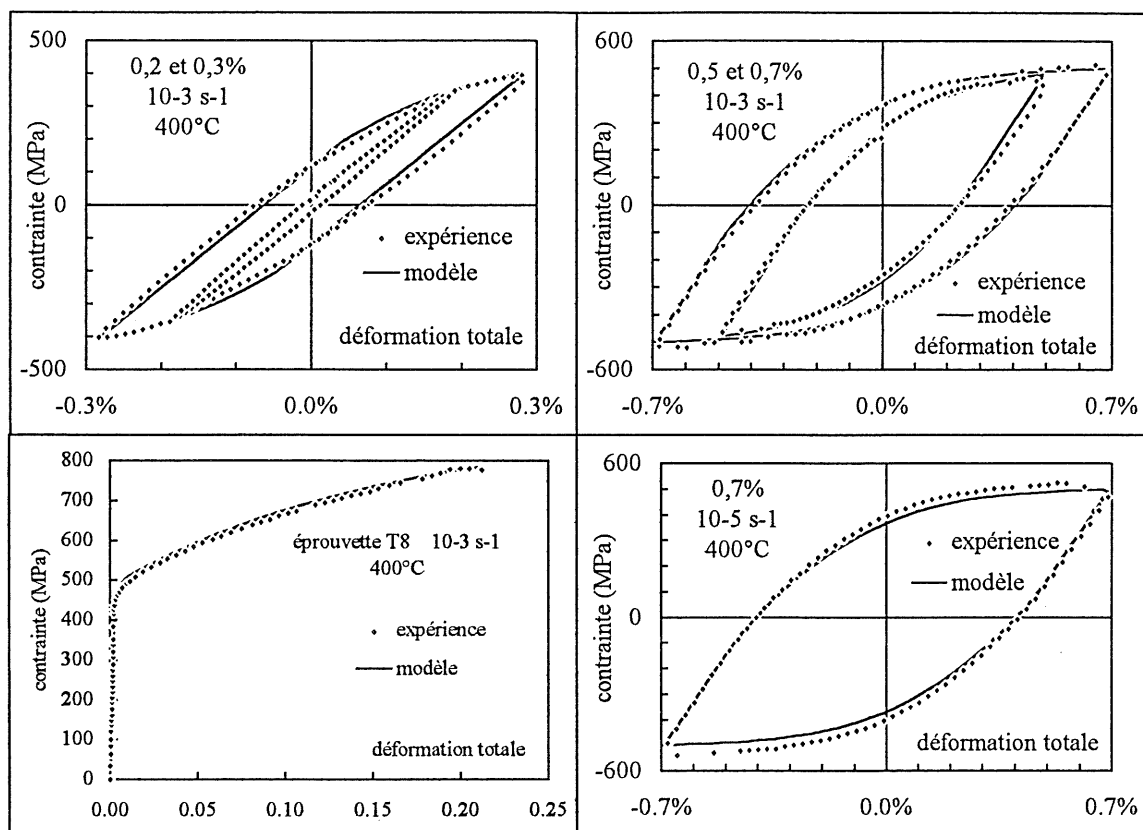 500
0,2 et 0,3%
10-3 s-1
400°C
contrainte (MPa)
0
expérience
modèle
déformation totale
-500
-0.3%
0.0%
0.3%
600
0,5 et 0,7%
10-3 s-1
400°C
contrainte (MPa)
0
expérience
modèle
déformation totale
-600
-0.7%
0.0%
0.7%
800
700
600
500
400
300
200
100
0
contrainte (MPa)
éprouvette T8 10-3 s-1
400°C
expérience
modèle
déformation totale
0.00
0.05
0.10
0.15
0.20
0.25
600
0,7%
10-5 s-1
400°C
contrainte (MPa)
0
expérience
modèle
déformation totale
-600
-0.7%
0.0%
0.7%